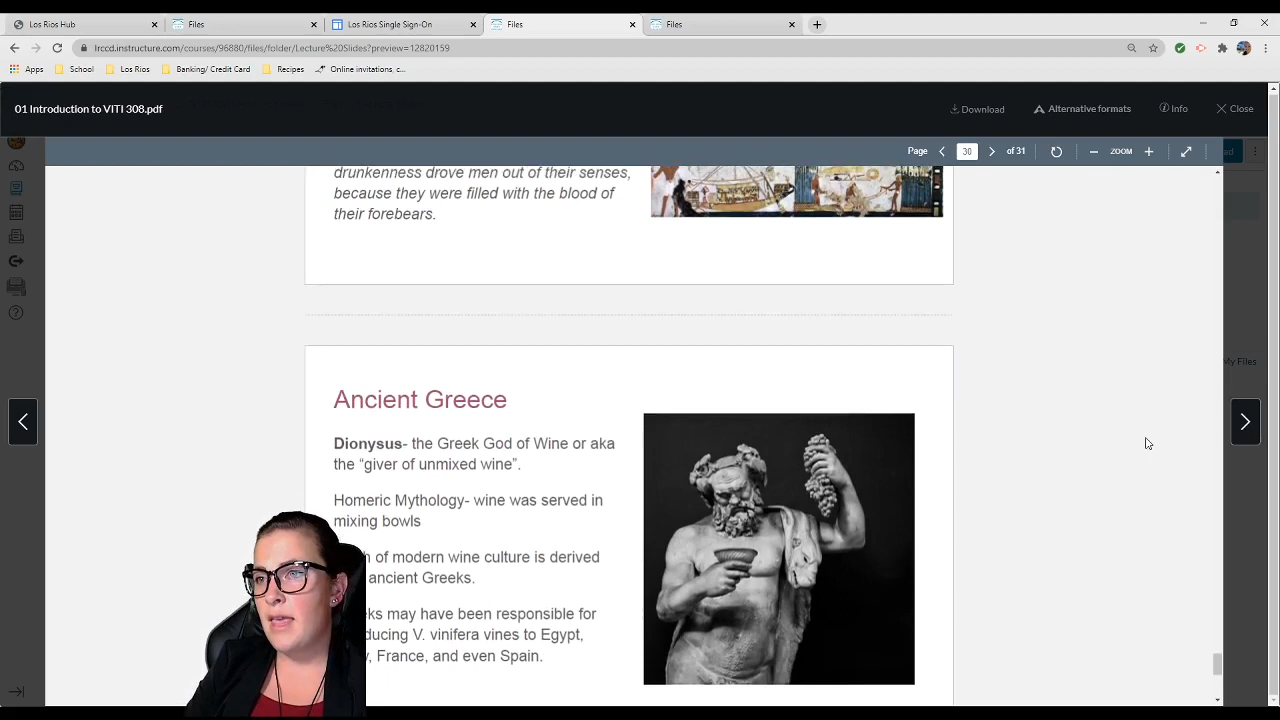 Los Rios Hub
Files
Los Rios Single Sign-On
Files
Files
lrccd.instructure.com/courses/96880/files/folder/Lecture%20Slides?preview=12820159
Apps
School
Los Rios
Banking/ Credit Card
Recipes
Online invitations, c...
01 Introduction to VITI 308.pdf
Download
Alternative formats
Info
Close
Page
30
of 31
ZOOM
drunkenness drove men out of their senses,
because they were filled with the blood of
their forebears.
My Files
Ancient Greece
Dionysus- the Greek God of Wine or aka
the “giver of unmixed wine”.
Homeric Mythology- wine was served in
mixing bowls
of modern wine culture is derived
ancient Greeks.
may have been responsible for
V. vinifera vines to Egypt,
France, and even Spain.